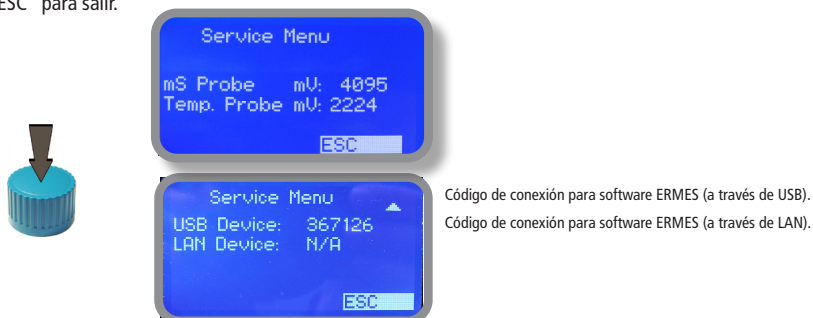 ESC" para salir.
Service Menu
mS Probe mV: 4095
Temp. Probe mV: 2224
ESC
Service Menu
USB Device: 367126
LAN Device: N/A
ESC
Código de conexión para software ERMES (a través de USB).
Código de conexión para software ERMES (a través de LAN).